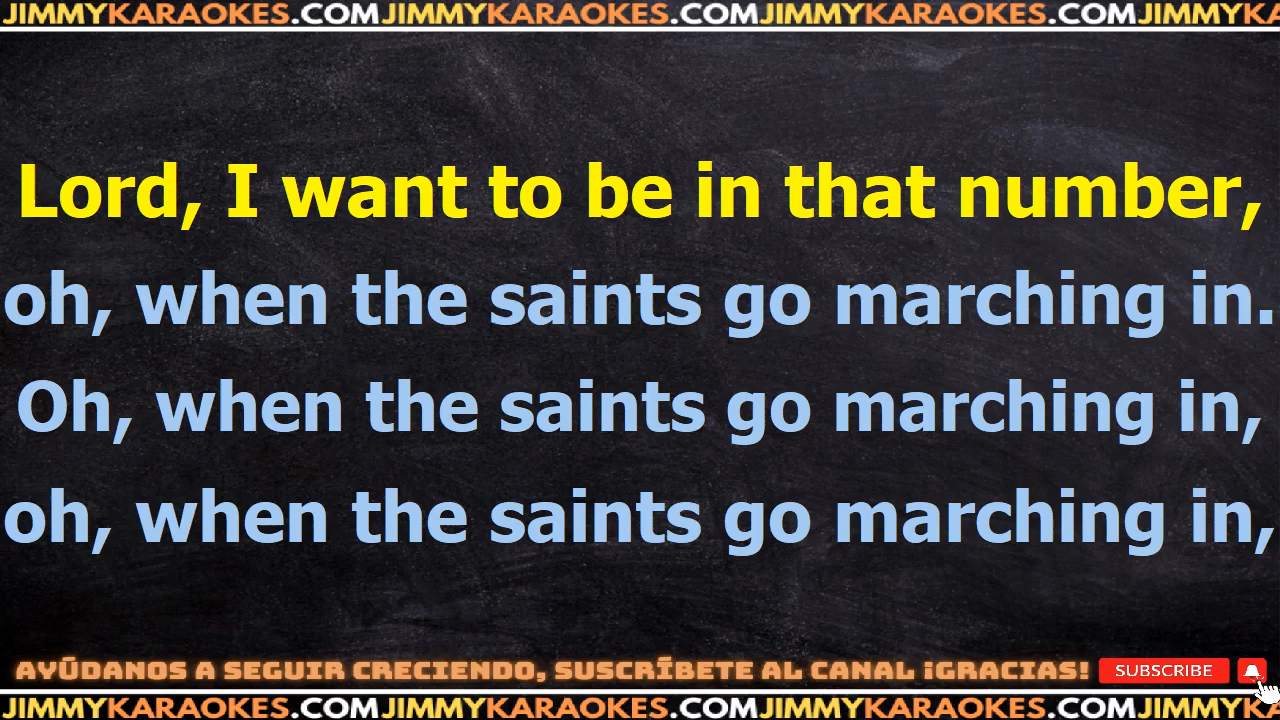 JIMMYKARAOKES.COMJIMMYKARAOKES.COMJIMMYKARAOKES.COMJIMMYKA
Lord, I want to be in that number,
oh, when the saints go marching in.
Oh, when the saints go marching in,
oh, when the saints go marching in,
AYÚDANOS A SEGUIR CRECIENDO, SUSCRÍBETE AL CANAL ¡GRACIAS! SUBSCRIBE
JIMMYKARAOKES.COMJIMMYKARAOKES.COMJIMMYKARAOKES.COMJIMMYKA